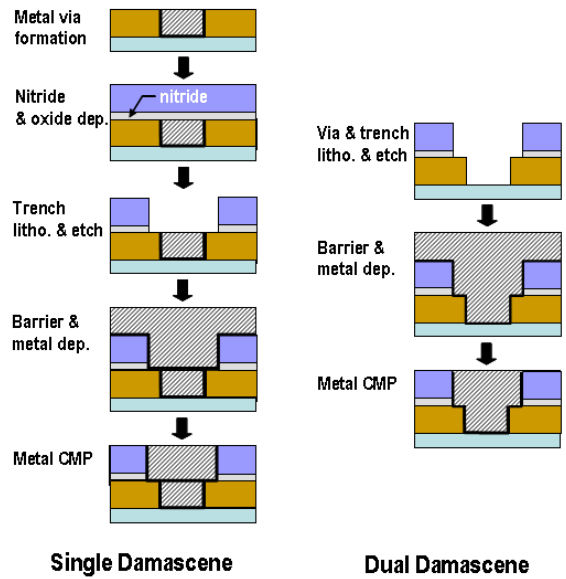 Metal via
formation
Nitride
& oxide dep.
nitride
Trench
litho. & etch
Barrier &
metal dep.
Metal CMP
Single Damascene
Via & trench
litho. & etch
Barrier &
metal dep.
Metal CMP
Dual Damascene